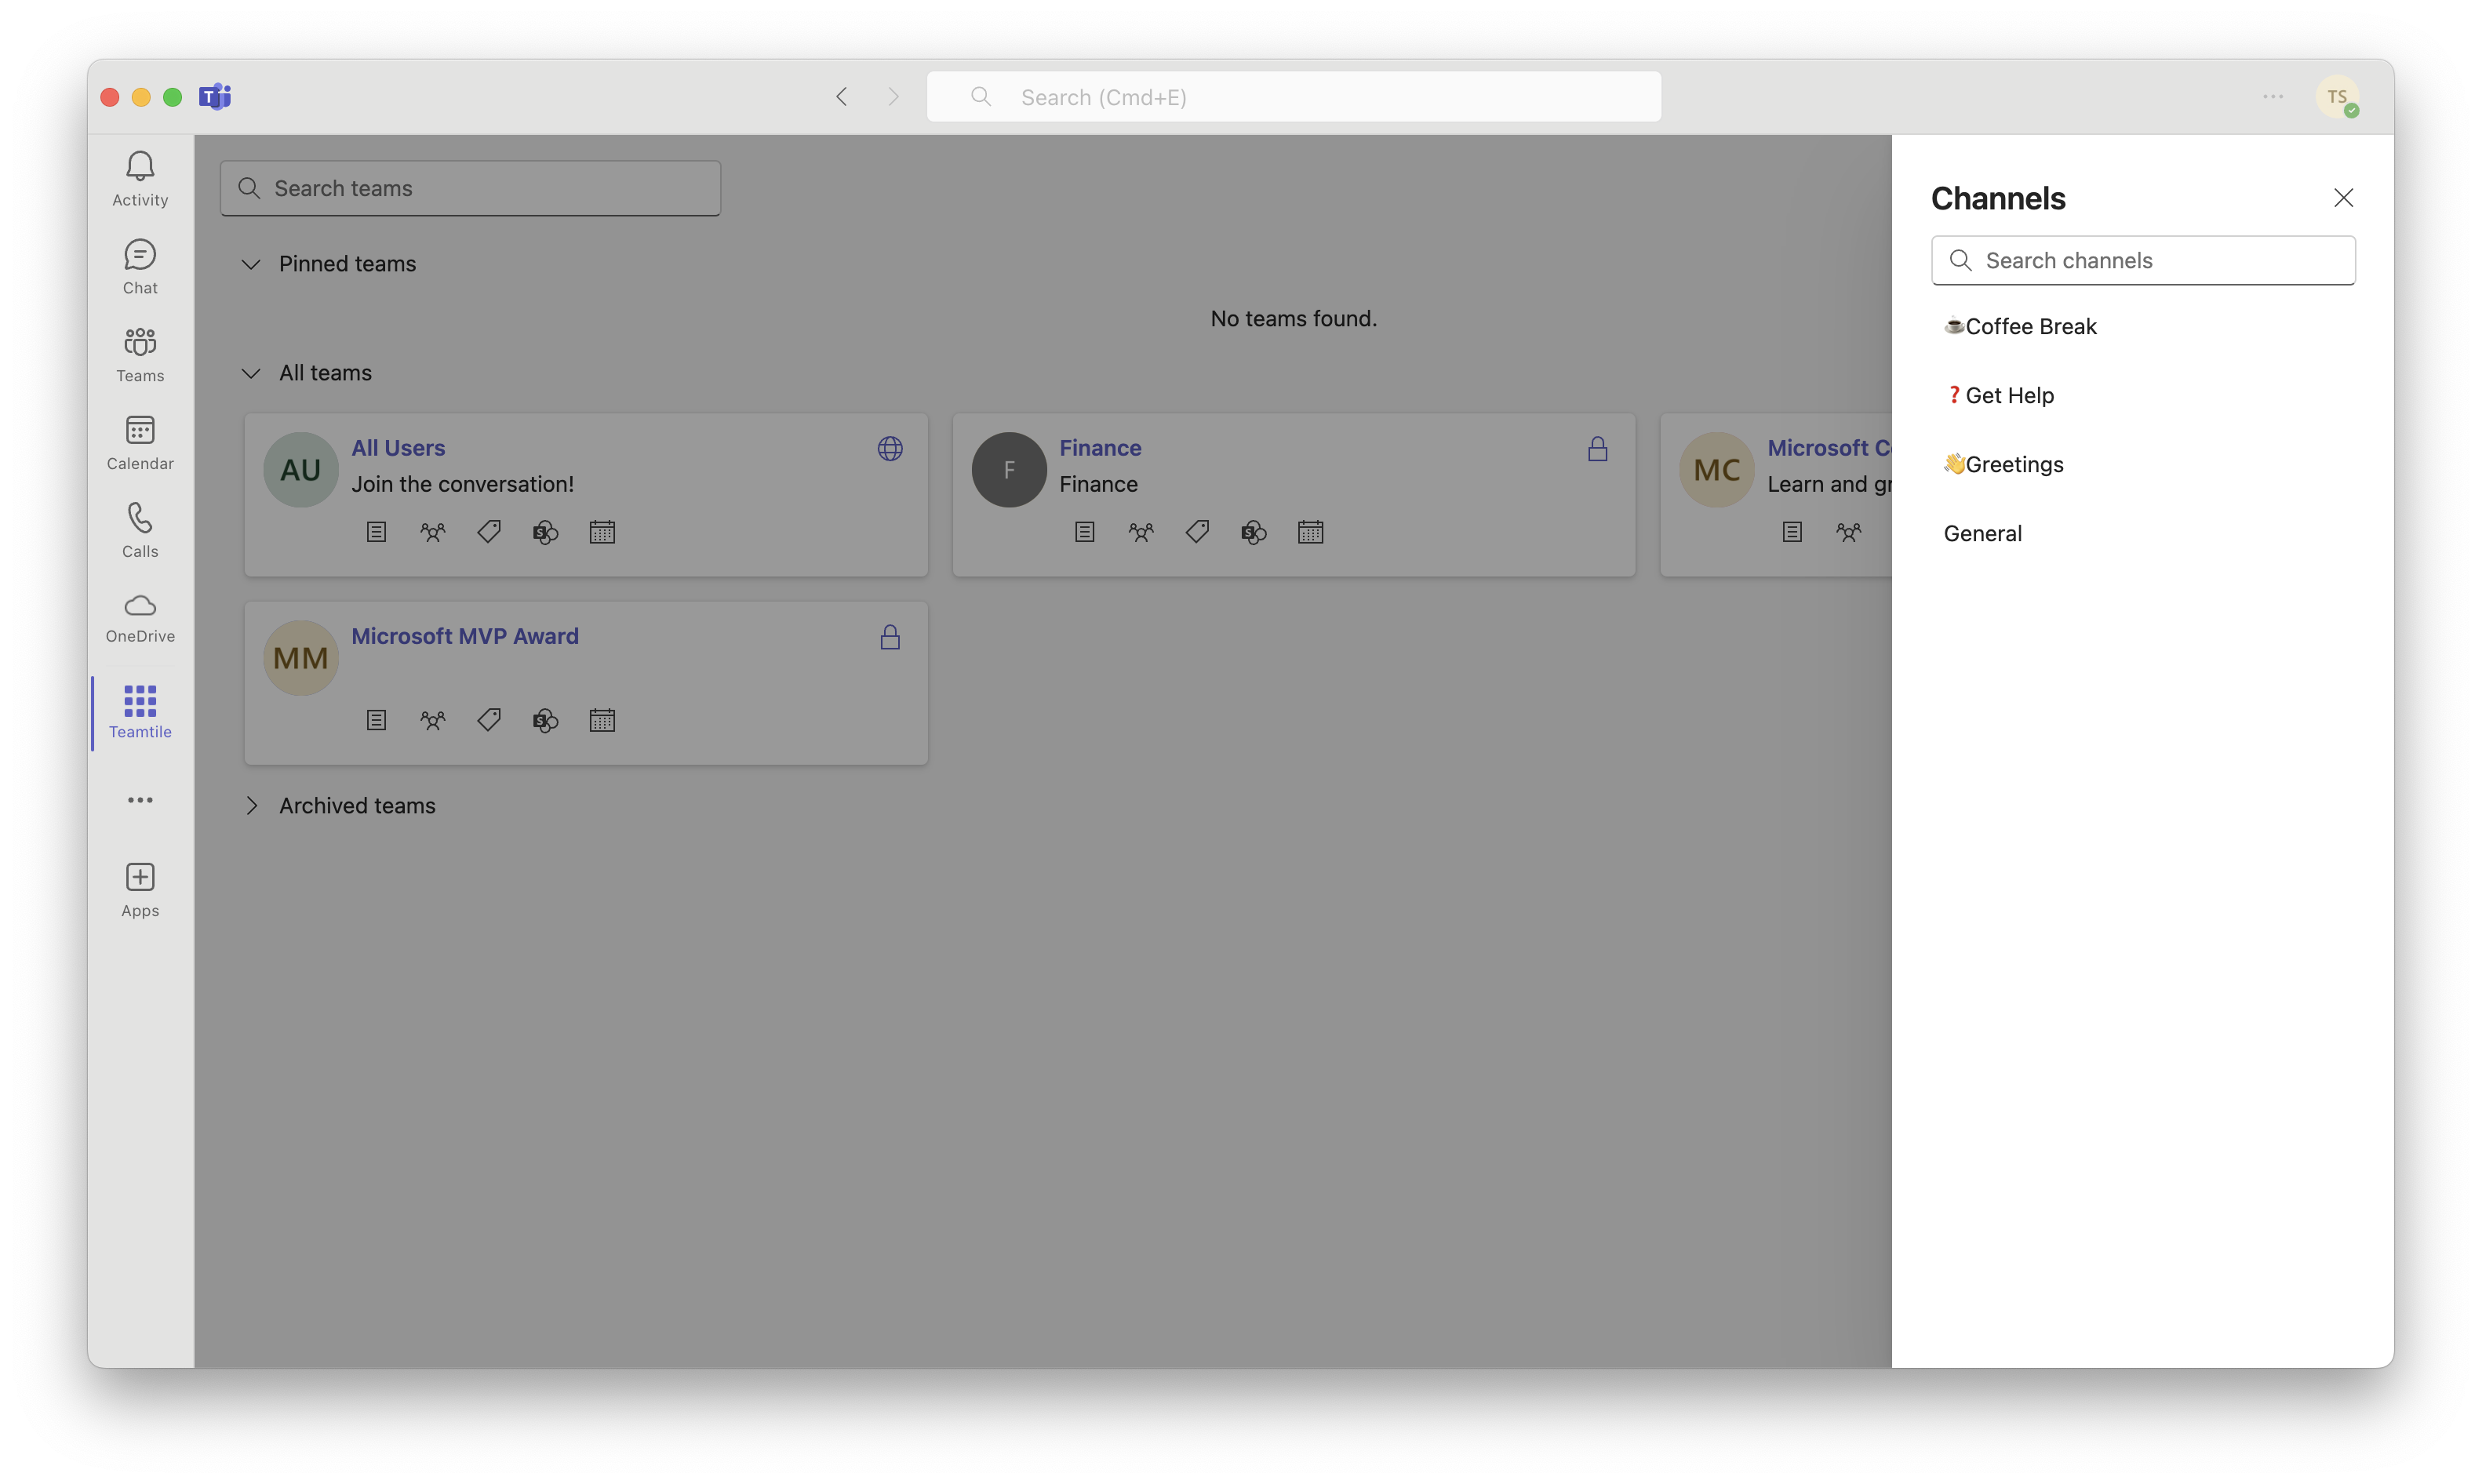 Search (Cmd+E)
TS
Activity
Chat
Teams
Calendar
Calls
OneDrive
Teamtile
Apps
Search teams
Pinned teams
No teams found.
All teams
AU
All Users
Join the conversation!
F
Finance
Finance
MC
Microsoft C
Learn and gr
MM
Microsoft MVP Award
Archived teams
Channels
Search channels
☕Coffee Break
❓Get Help
👋Greetings
General